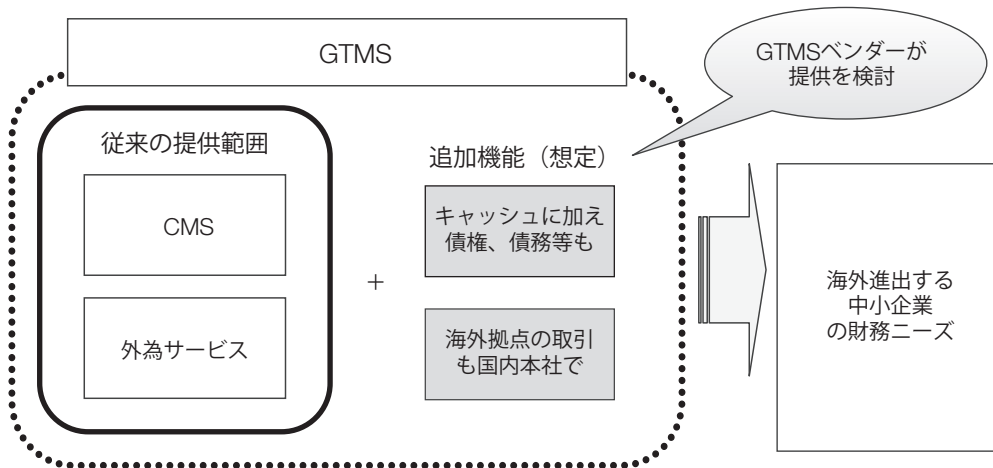 GTMS
GTMSベンダーが
提供を検討
従来の提供範囲
CMS
外為サービス
+
追加機能（想定）
キャッシュに加え
債権、債務等も
海外拠点の取引
も国内本社で
海外進出する
中小企業
の財務ニーズ